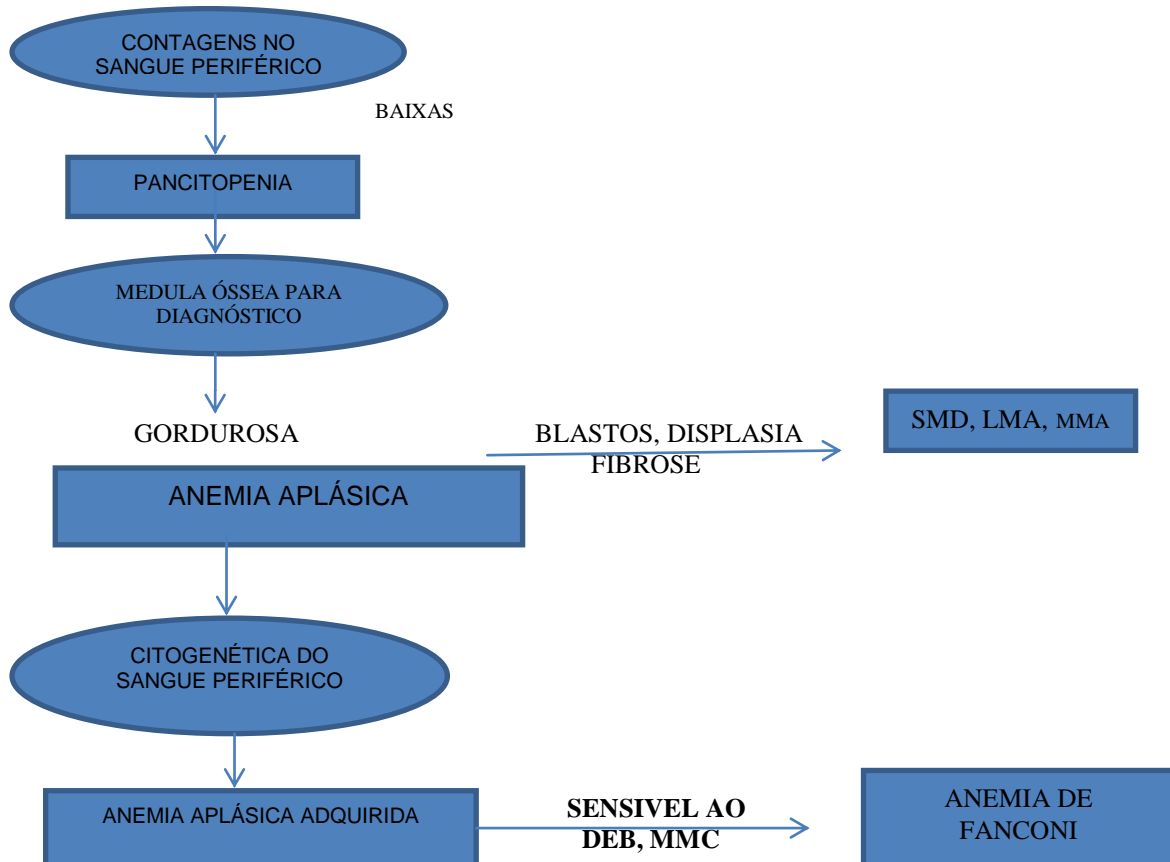 CONTAGENS NO
SANGUE PERIFÉRICO
BAIXAS
PANCITOPENIA
MEDULA ÓSSEA PARA
DIAGNÓSTICO
GORDUROSA
BLASTOS, DISPLASIA
FIBROSE
SMD, LMA, MMA
ANEMIA APLÁSICA
CITOGENÉTICA DO
SANGUE PERIFÉRICO
ANEMIA APLÁSICA ADQUIRIDA
SENSIVEL AO
DEB, MMC
ANEMIA DE
FANCONI